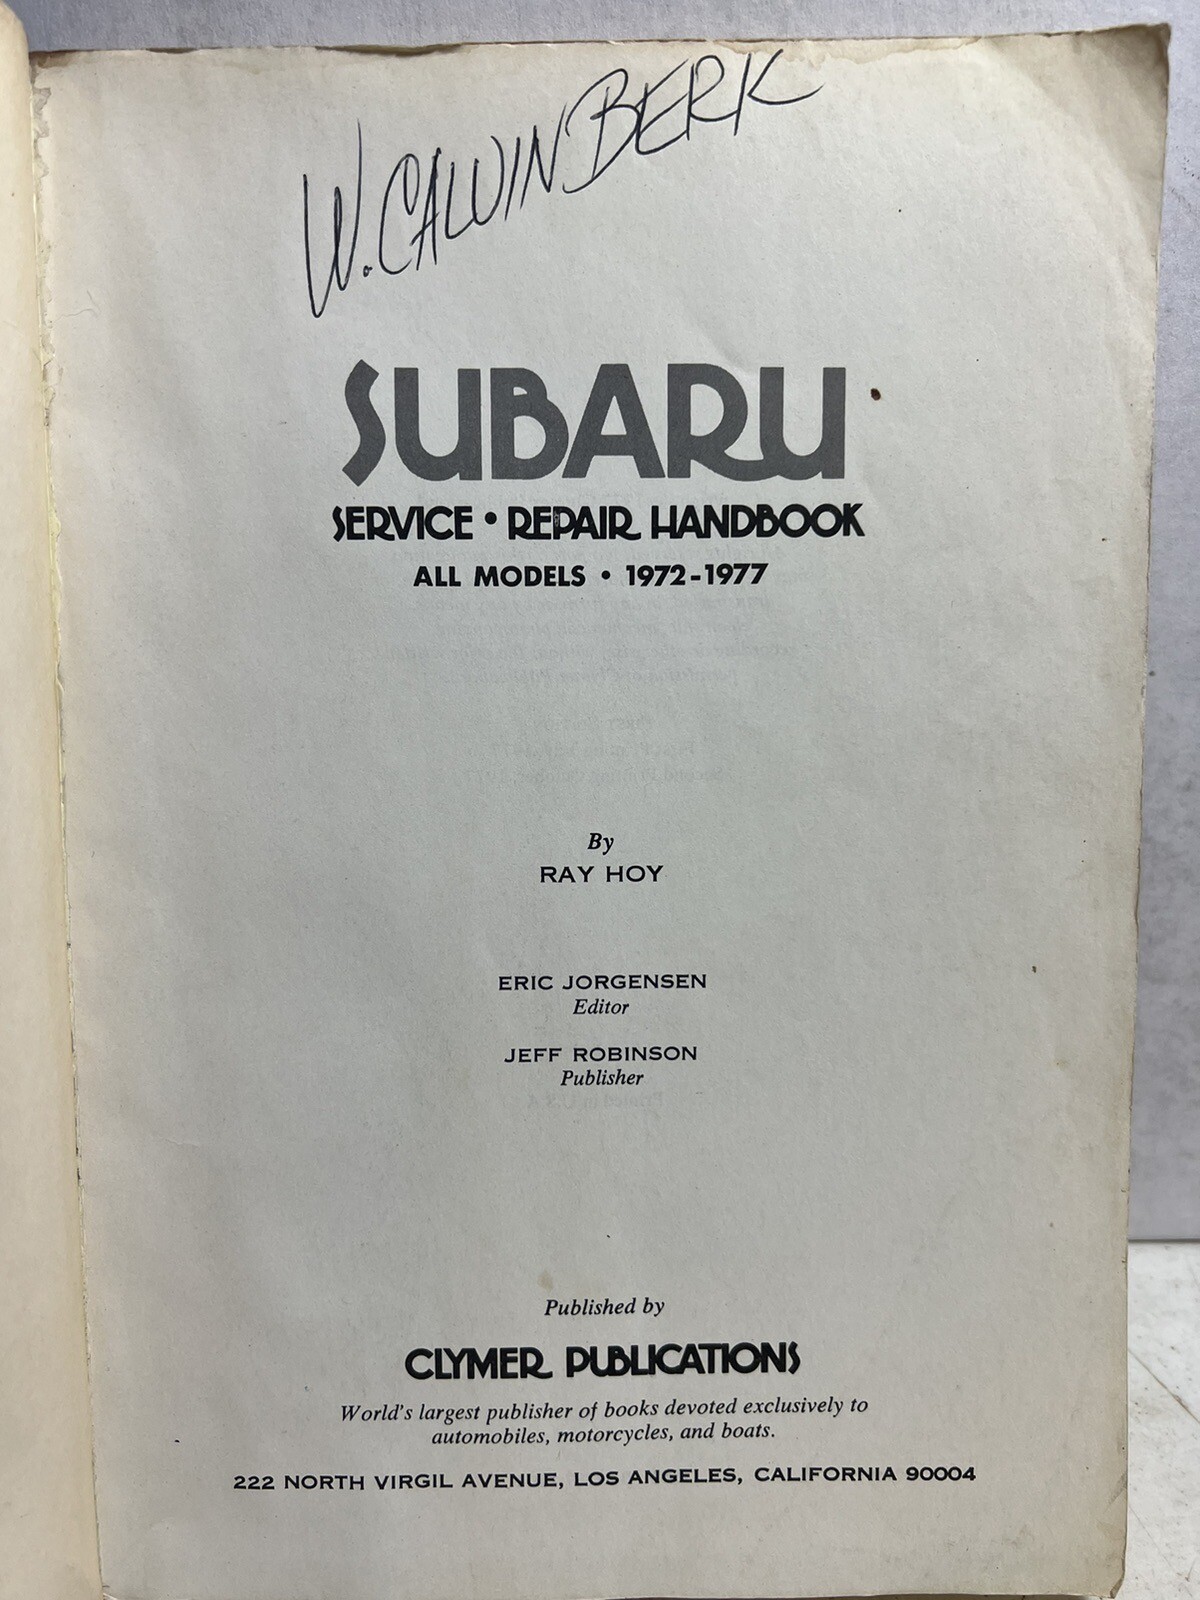 W. CALVIN BERK
SUBARU
SERVICE • REPAIR HANDBOOK
ALL MODELS • 1972-1977
By
RAY HOY
ERIC JORGENSEN
Editor
JEFF ROBINSON
Publisher
Published by
CLYMER PUBLICATIONS
World's largest publisher of books devoted exclusively to
automobiles, motorcycles, and boats.
222 NORTH VIRGIL AVENUE, LOS ANGELES, CALIFORNIA 90004